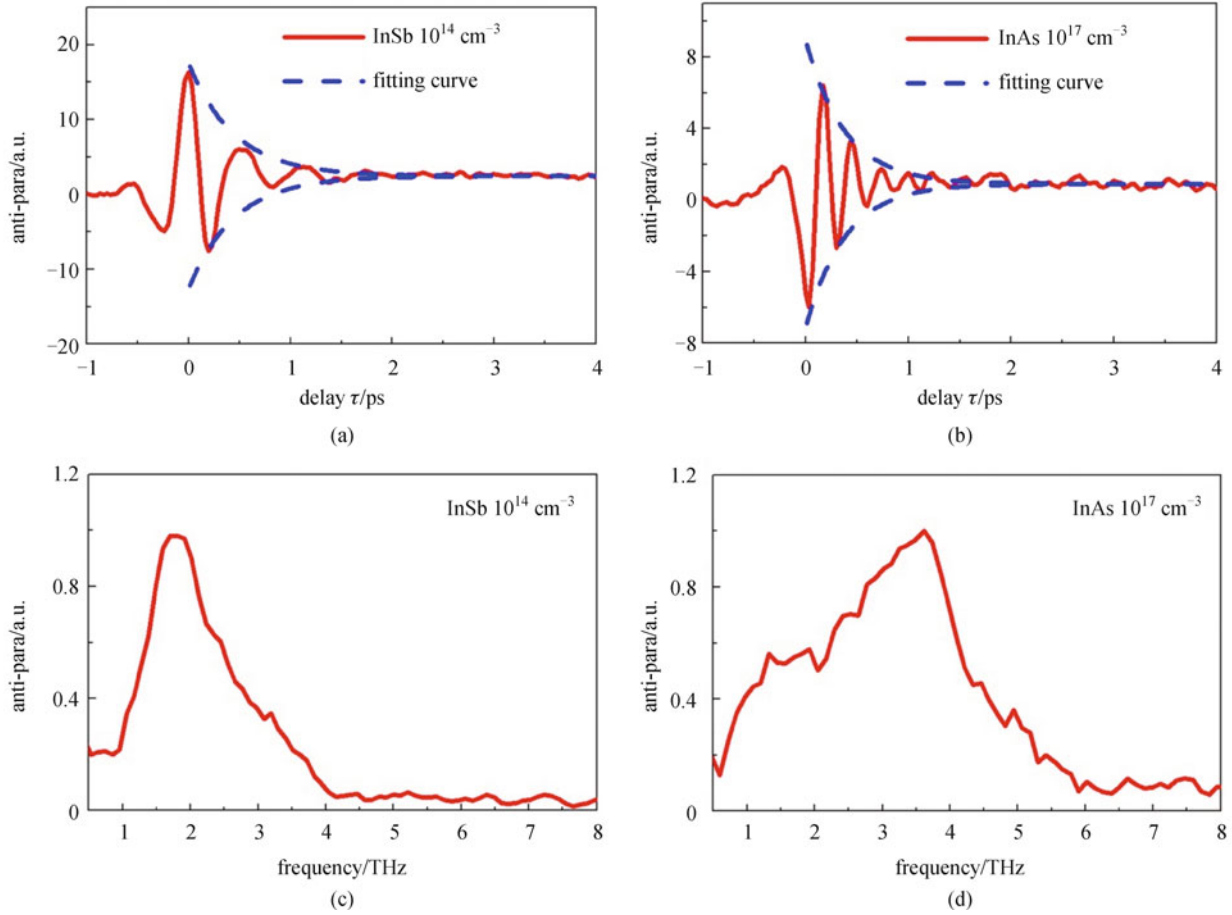 InSb 10¹⁴ cm⁻³
fitting curve
20
10
0
−10
−20
anti-para/a.u.
−1 0 1 2 3 4
delay τ/ps
(a)
InAs 10¹⁷ cm⁻³
fitting curve
8
4
0
−4
−8
anti-para/a.u.
−1 0 1 2 3 4
delay τ/ps
(b)
InSb 10¹⁴ cm⁻³
1.2
0.8
0.4
0
anti-para/a.u.
1 2 3 4 5 6 7 8
frequency/THz
(c)
InAs 10¹⁷ cm⁻³
1.2
0.8
0.4
0
anti-para/a.u.
1 2 3 4 5 6 7 8
frequency/THz
(d)